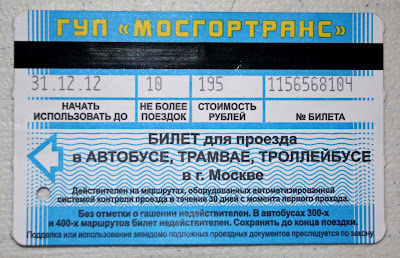 ГУП «МОСГОРТРАНС»
31.12.12 10 195 1156568104
НАЧАТЬ ИСПОЛЬЗОВАТЬ ДО
НЕ БОЛЕЕ ПОЕЗДОК
СТОИМОСТЬ РУБЛЕЙ
№ БИЛЕТА
БИЛЕТ для проезда
в АВТОБУСЕ, ТРАМВАЕ, ТРОЛЛЕЙБУСЕ
в г. Москве
Действителен на маршрутах, оборудованных автоматизированной
системой контроля проезда в течение 30 дней с момента первого прохода.
Без отметки о гашении недействителен. В автобусах 300-х
и 400-х маршрутов билет недействителен. Сохранять до конца поездки.
Подделка или использование заведомо подложных проездных документов преследуется по закону.